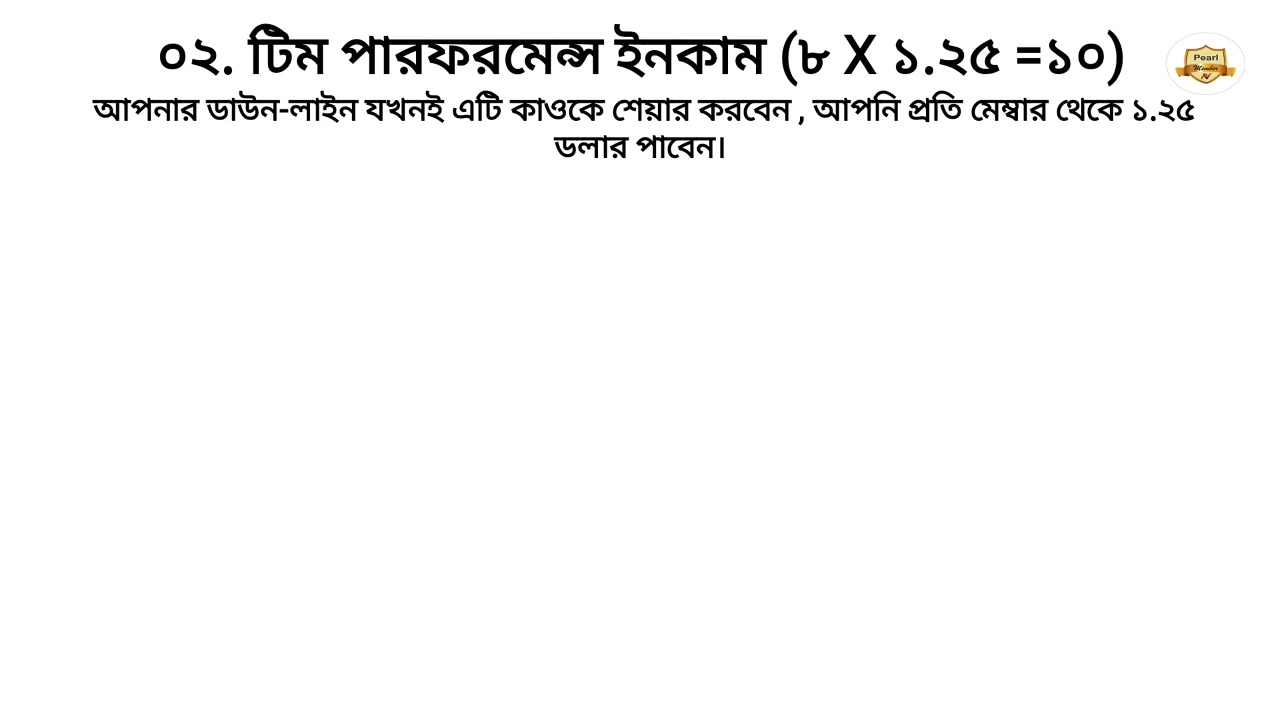 ০২. টিম পারফরমেন্স ইনকাম (৮ X ১.২৫ =১০)
Pearl
Member
আপনার ডাউন-লাইন যখনই এটি কাওকে শেয়ার করবেন , আপনি প্রতি মেম্বার থেকে ১.২৫
ডলার পাবেন।